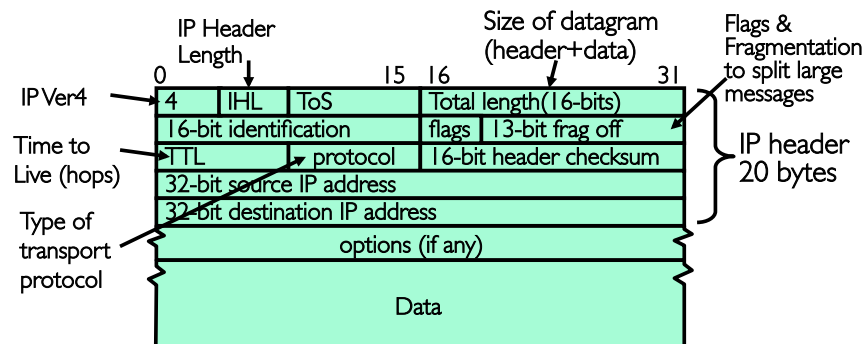 IP Header
Length
Size of datagram
(header+data)
Flags &
Fragmentation
to split large
messages
0
15
16
31
IP Ver4
4
IHL
ToS
Total length(16-bits)
16-bit identification
flags
13-bit frag off
Time to
Live (hops)
TTL
protocol
16-bit header checksum
IP header
20 bytes
32-bit source IP address
32-bit destination IP address
Type of
transport
protocol
options (if any)
Data